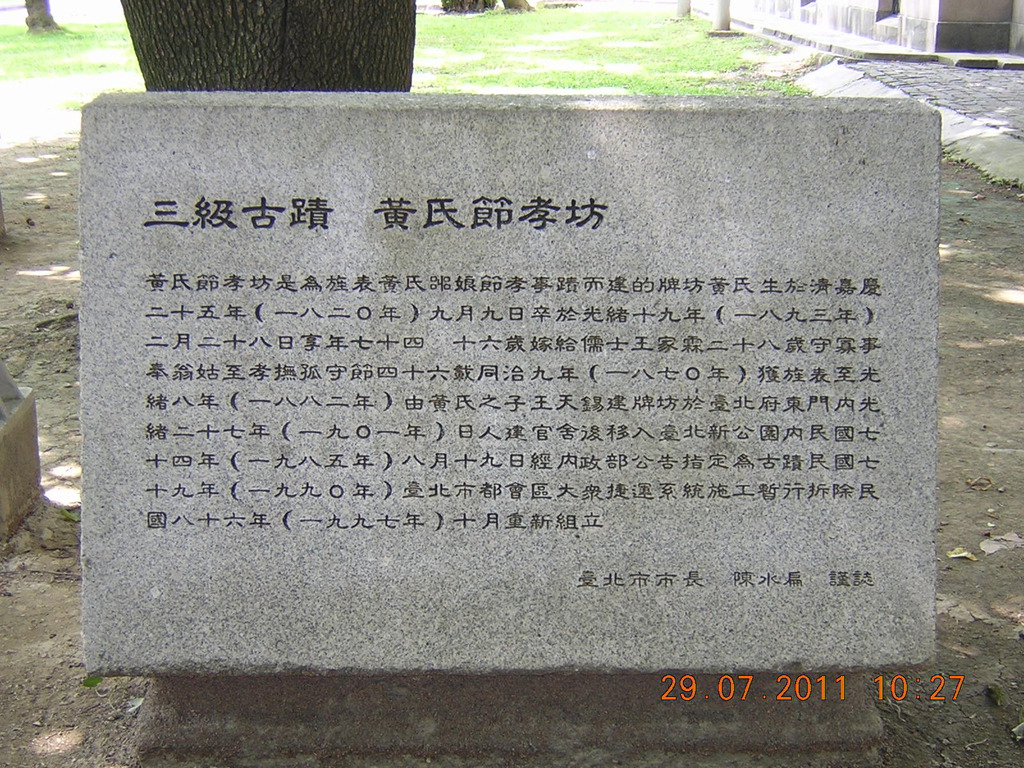 三級古蹟　黃氏節孝坊
黃氏節孝坊是為旌表黃氏娘節孝事蹟而建的牌坊黃氏生於清嘉慶
二十五年(一八二〇年)九月九日卒於光緒十九年(一八九三年)
二月二十八日享年七十四　十六歲嫁給儒士王家霖二十八歲守寡事
奉翁姑至孝撫孤守節四十六載同治九年(一八七〇年)獲旌表至光
緒八年(一八八二年)由黃氏之子王天錫建牌坊於臺北府東門內光
緒二十七年(一九〇一年)日人建官舍後移入臺北新公園內民國七
十四年(一九八五年)八月十九日經內政部公告指定為古蹟民國七
十九年(一九九〇年)臺北市都會區大眾捷運系統施工暫行拆除民
國八十六年(一九九七年)十月重新組立
臺北市市長　陳水扁　謹誌
29.07.2011 10:27